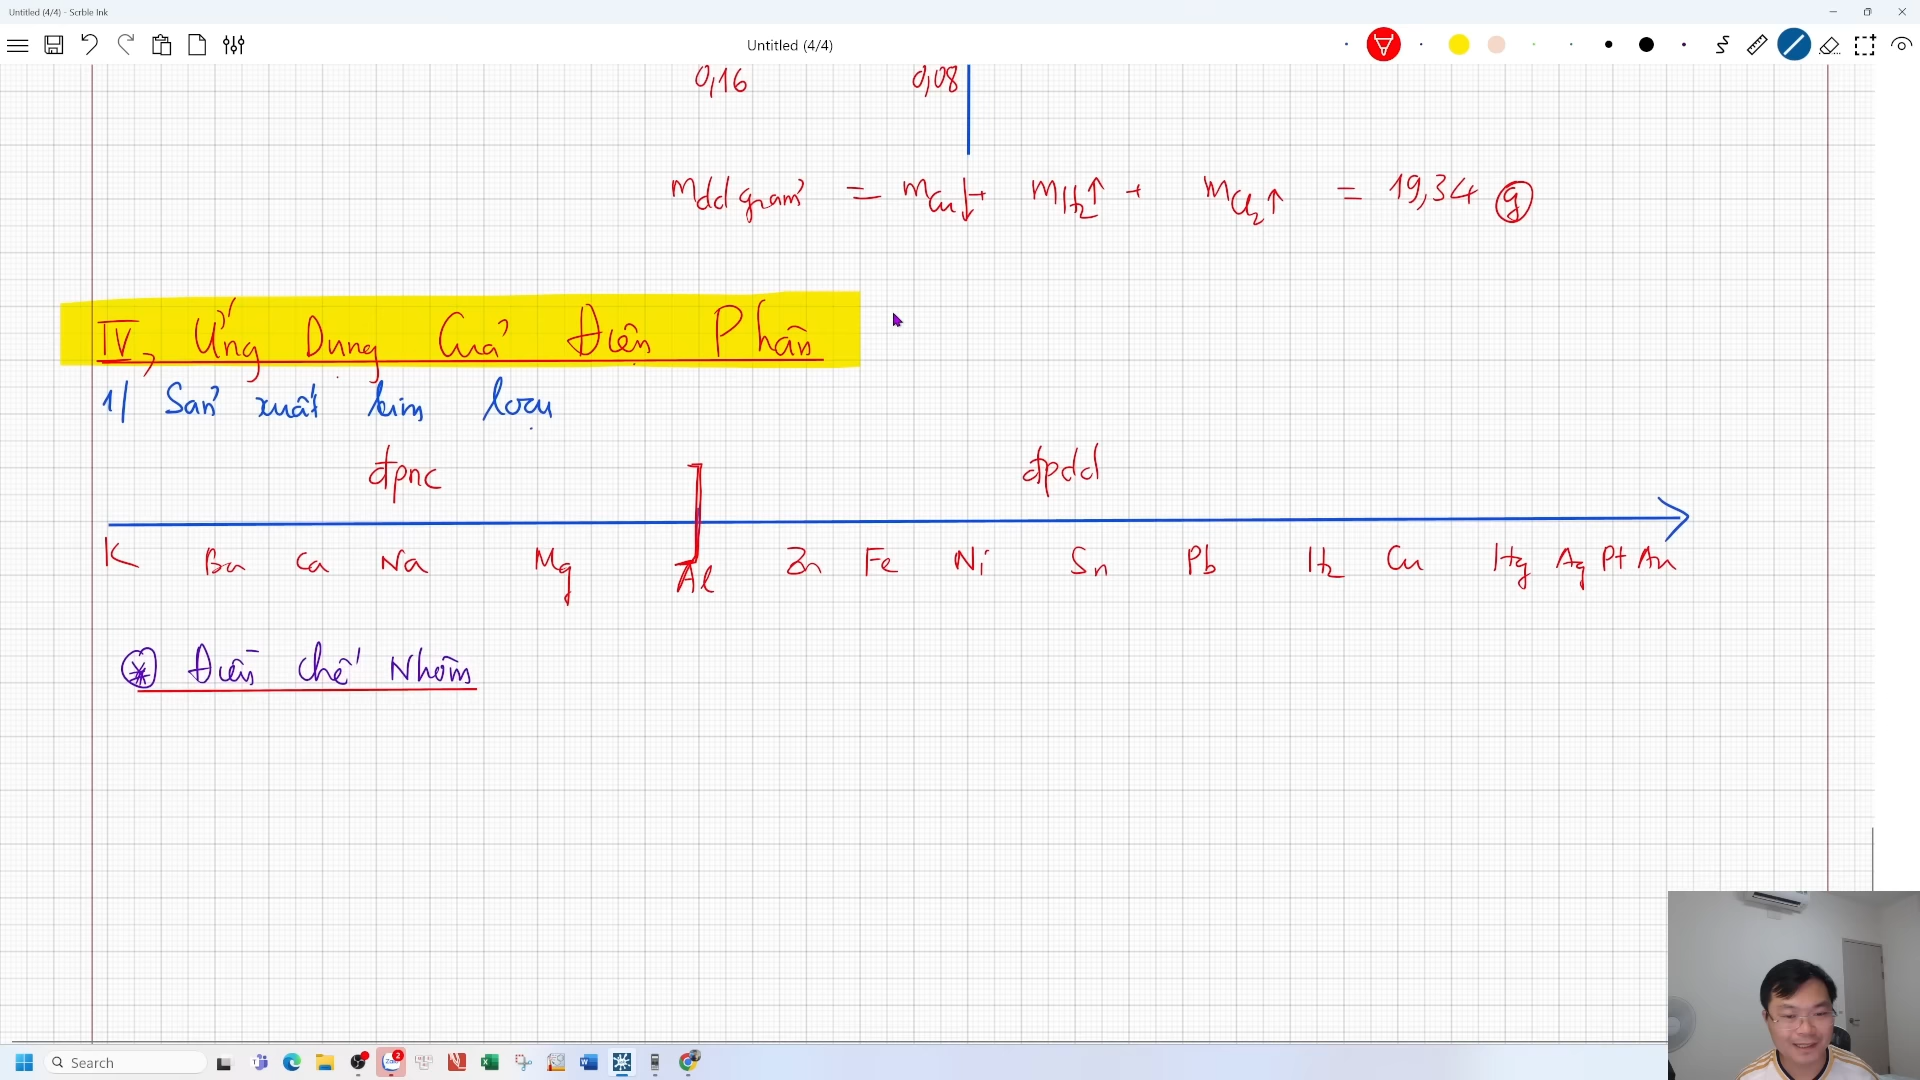 Untitled (4/4) - Scrble Ink
Untitled (4/4)
0,16 0,08
mdd giảm = mCu↓ + mH2↑ + mCl2↑ = 19,34 g
IV, Ứng Dụng Của Điện Phân
1/ Sản xuất kim loại
đpnc đpdd
K Ba Ca Na Mg Al Zn Fe Ni Sn Pb H2 Cu Hg Ag Pt Au
* Điều chế Nhôm
Search
2